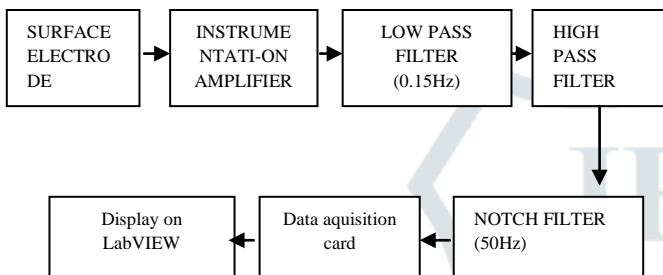 SURFACE
ELECTRO
DE
INSTRUME
NTATI-ON
AMPLIFIER
LOW PASS
FILTER
(0.15Hz)
HIGH
PASS
FILTER
Display on
LabVIEW
Data aquisition
card
NOTCH FILTER
(50Hz)